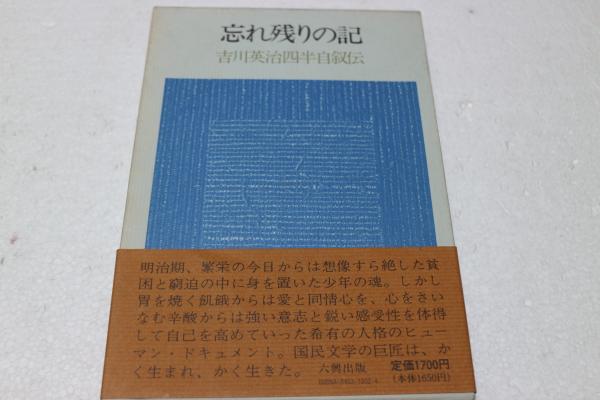 忘れ残りの記
吉川英治四半自叙伝
明治期、繁栄の今日からは想像すら絶した貧
困と窮迫の中に身を置いた少年の魂。しかし
胃を焼く飢餓からは愛と同情心を、心をさい
なむ辛酸からは強い意志と鋭い感受性を体得
して自己を高めていった希有の人格のヒュー
マン・ドキュメント。国民文学の巨匠は、か
く生まれ、かく生きた。 六興出版
定価1700円
(本体1650円)